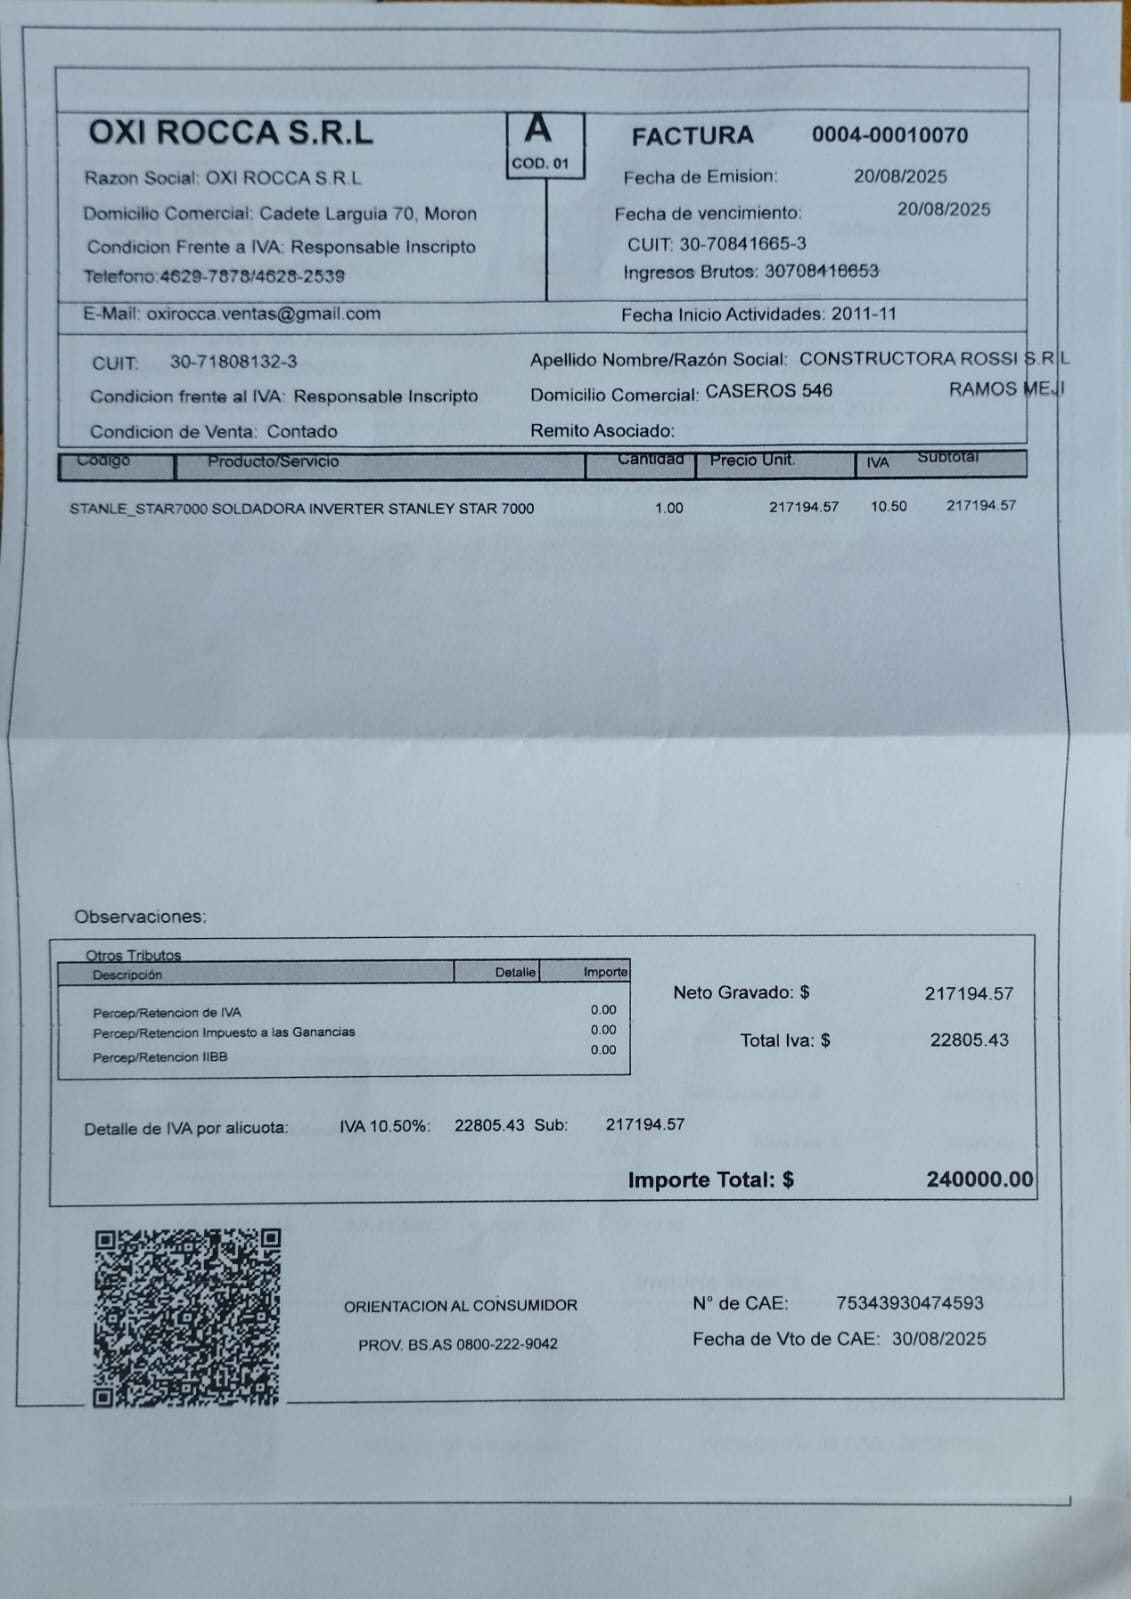 OXI ROCCA S.R.L
A
COD. 01
FACTURA 0004-00010070
Razon Social: OXI ROCCA S.R.L
Fecha de Emision: 20/08/2025
Domicilio Comercial: Cadete Larguia 70, Moron
Fecha de vencimiento: 20/08/2025
Condicion Frente a IVA: Responsable Inscripto
CUIT: 30-70841665-3
Telefono:4629-7878/4628-2539
Ingresos Brutos: 30708416653
E-Mail: oxirocca.ventas@gmail.com
Fecha Inicio Actividades: 2011-11
CUIT: 30-71808132-3
Apellido Nombre/Razón Social: CONSTRUCTORA ROSSI S.R.L
Condicion frente al IVA: Responsable Inscripto
Domicilio Comercial: CASEROS 546 RAMOS MEJI
Condicion de Venta: Contado
Remito Asociado:
Codigo Producto/Servicio Cantidad Precio Unit. IVA Subtotal
STANLE_STAR7000 SOLDADORA INVERTER STANLEY STAR 7000 1.00 217194.57 10.50 217194.57
Observaciones:
Otros Tributos
Descripción Detalle Importe
Percep/Retencion de IVA 0.00
Percep/Retencion Impuesto a las Ganancias 0.00
Percep/Retencion IIBB 0.00
Neto Gravado: $ 217194.57
Total Iva: $ 22805.43
Detalle de IVA por alicuota: IVA 10.50%: 22805.43 Sub: 217194.57
Importe Total: $ 240000.00
ORIENTACION AL CONSUMIDOR
PROV. BS.AS 0800-222-9042
N° de CAE: 75343930474593
Fecha de Vto de CAE: 30/08/2025